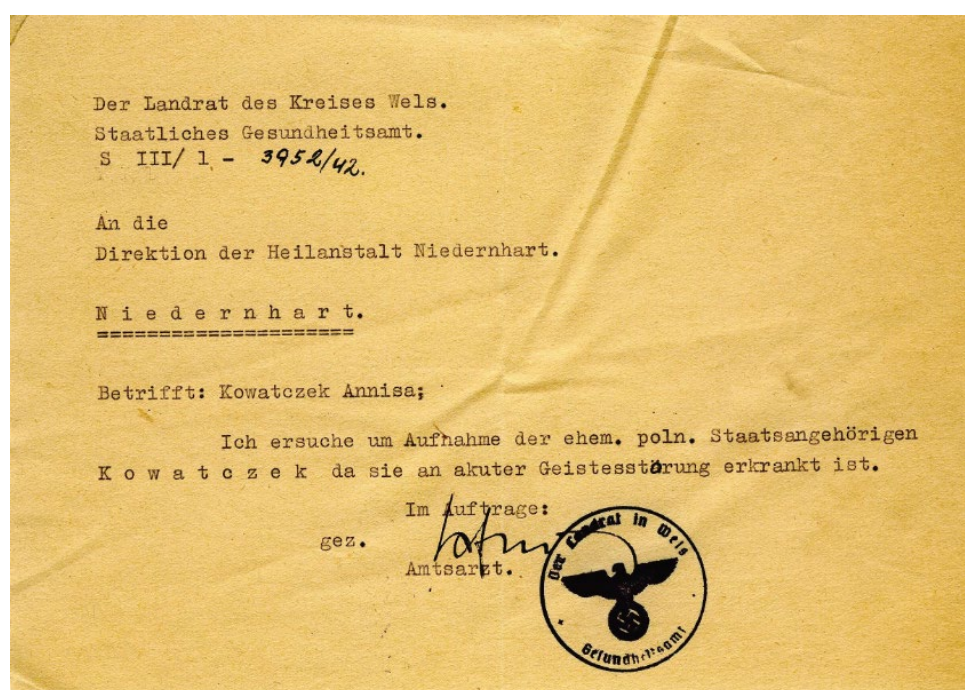 Der Landrat des Kreises Wels.
Staatliches Gesundheitsamt.
S III/ 1 - 3952/42.
An die
Direktion der Heilanstalt Niedernhart.
N i e d e r n h a r t.
=====================
Betrifft: Kowatczek Annisa;
Ich ersuche um Aufnahme der ehem. poln. Staatsangehörigen
K o w a t c z e k da sie an akuter Geistesstörung erkrankt ist.
Im Auftrage:
gez.
Amtsarzt.
Der Landrat in Wels
Gesundheitsamt